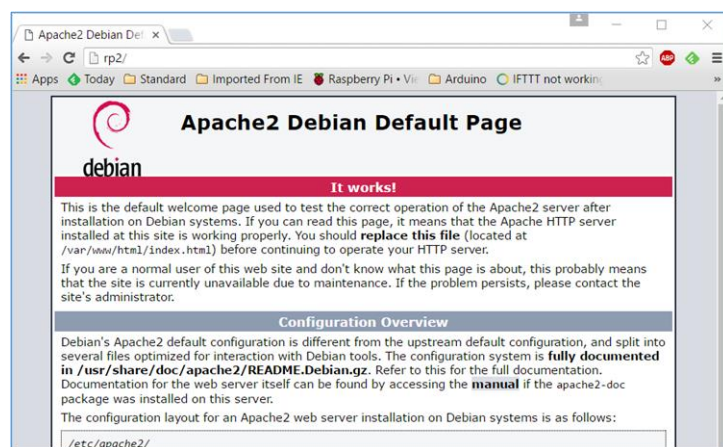 Apache2 Debian Def
rp2/
ABP
Apps Today Standard Imported From IE Raspberry Pi • Vi Arduino IFTTT not working
debian
Apache2 Debian Default Page
It works!
This is the default welcome page used to test the correct operation of the Apache2 server after
installation on Debian systems. If you can read this page, it means that the Apache HTTP server
installed at this site is working properly. You should replace this file (located at
/var/www/html/index.html) before continuing to operate your HTTP server.
If you are a normal user of this web site and don't know what this page is about, this probably means
that the site is currently unavailable due to maintenance. If the problem persists, please contact the
site's administrator.
Configuration Overview
Debian's Apache2 default configuration is different from the upstream default configuration, and split into
several files optimized for interaction with Debian tools. The configuration system is fully documented
in /usr/share/doc/apache2/README.Debian.gz. Refer to this for the full documentation.
Documentation for the web server itself can be found by accessing the manual if the apache2-doc
package was installed on this server.
The configuration layout for an Apache2 web server installation on Debian systems is as follows:
/etc/apache2/